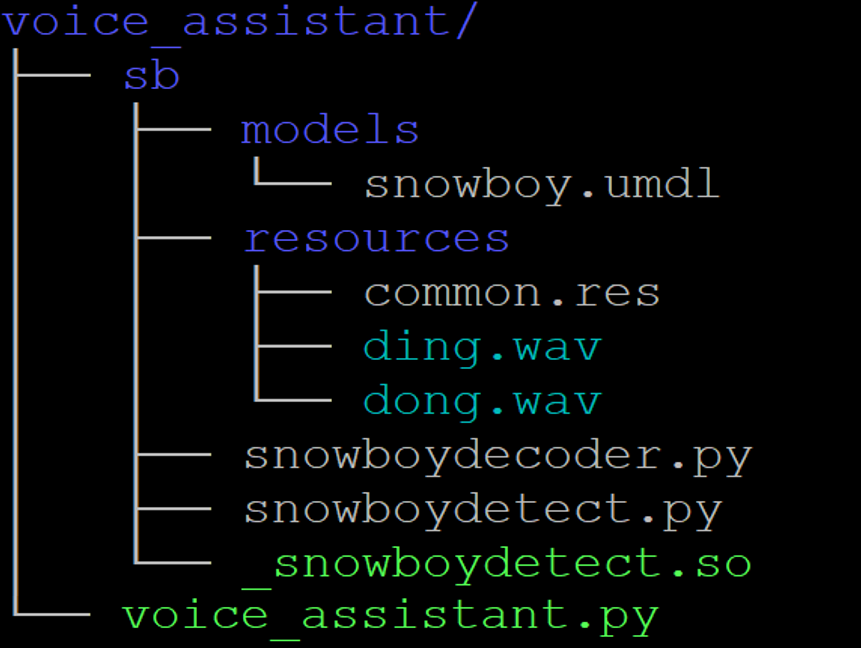 voice_assistant/
sb
models
snowboy.umdl
resources
common.res
ding.wav
dong.wav
snowboydecoder.py
snowboydetect.py
_snowboydetect.so
voice_assistant.py